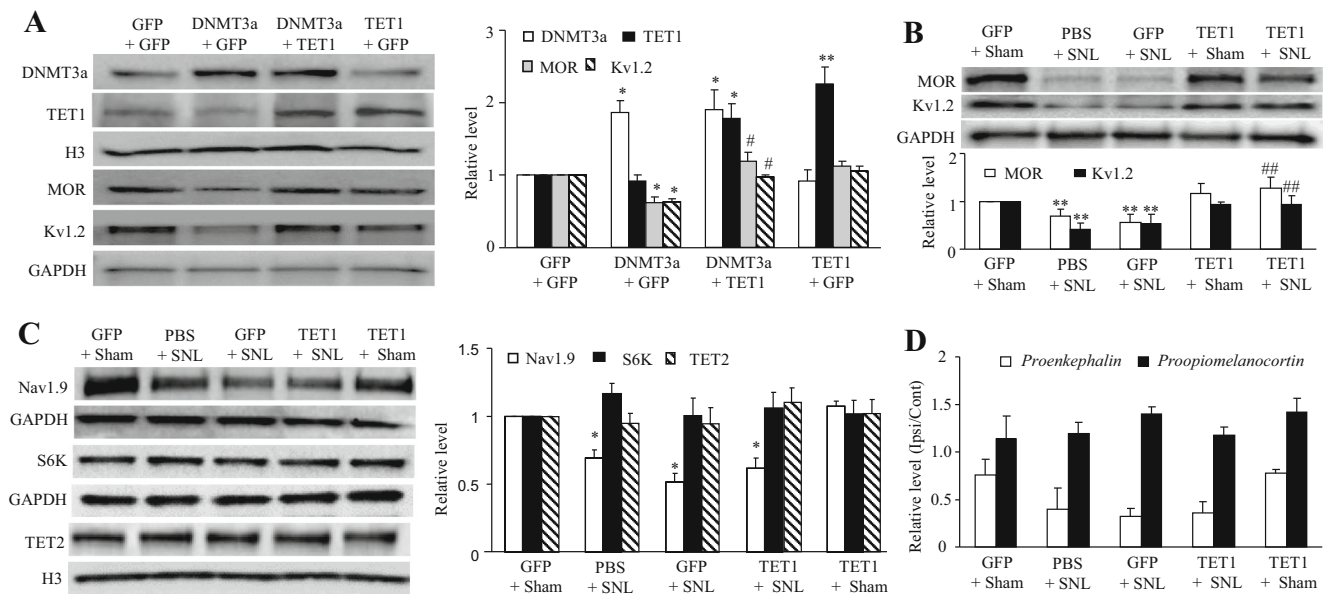 A
GFP + GFP
DNMT3a + GFP
DNMT3a + TET1
TET1 + GFP
DNMT3a
TET1
H3
MOR
Kv1.2
GAPDH
DNMT3a TET1
MOR Kv1.2
Relative level
3
2
1
0
* * * * * # # **
GFP + GFP
DNMT3a + GFP
DNMT3a + TET1
TET1 + GFP
B
GFP + Sham
PBS + SNL
GFP + SNL
TET1 + Sham
TET1 + SNL
MOR
Kv1.2
GAPDH
MOR Kv1.2
Relative level
2
1
0
** ** ** ** ## ##
GFP + Sham
PBS + SNL
GFP + SNL
TET1 + Sham
TET1 + SNL
C
GFP + Sham
PBS + SNL
GFP + SNL
TET1 + SNL
TET1 + Sham
Nav1.9
GAPDH
S6K
GAPDH
TET2
H3
Nav1.9 S6K TET2
Relative level
1.5
1
0.5
0
* * *
GFP + Sham
PBS + SNL
GFP + SNL
TET1 + SNL
TET1 + Sham
D
Proenkephalin Proopiomelanocortin
Relative level (Ipsi/Cont)
2
1.5
1
0.5
0
GFP + Sham
PBS + SNL
GFP + SNL
TET1 + SNL
TET1 + Sham